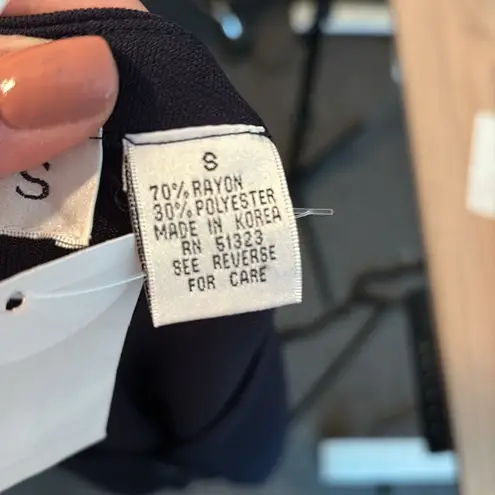 S
S
70% RAYON
30% POLYESTER
MADE IN KOREA
RN 51323
SEE REVERSE
FOR CARE